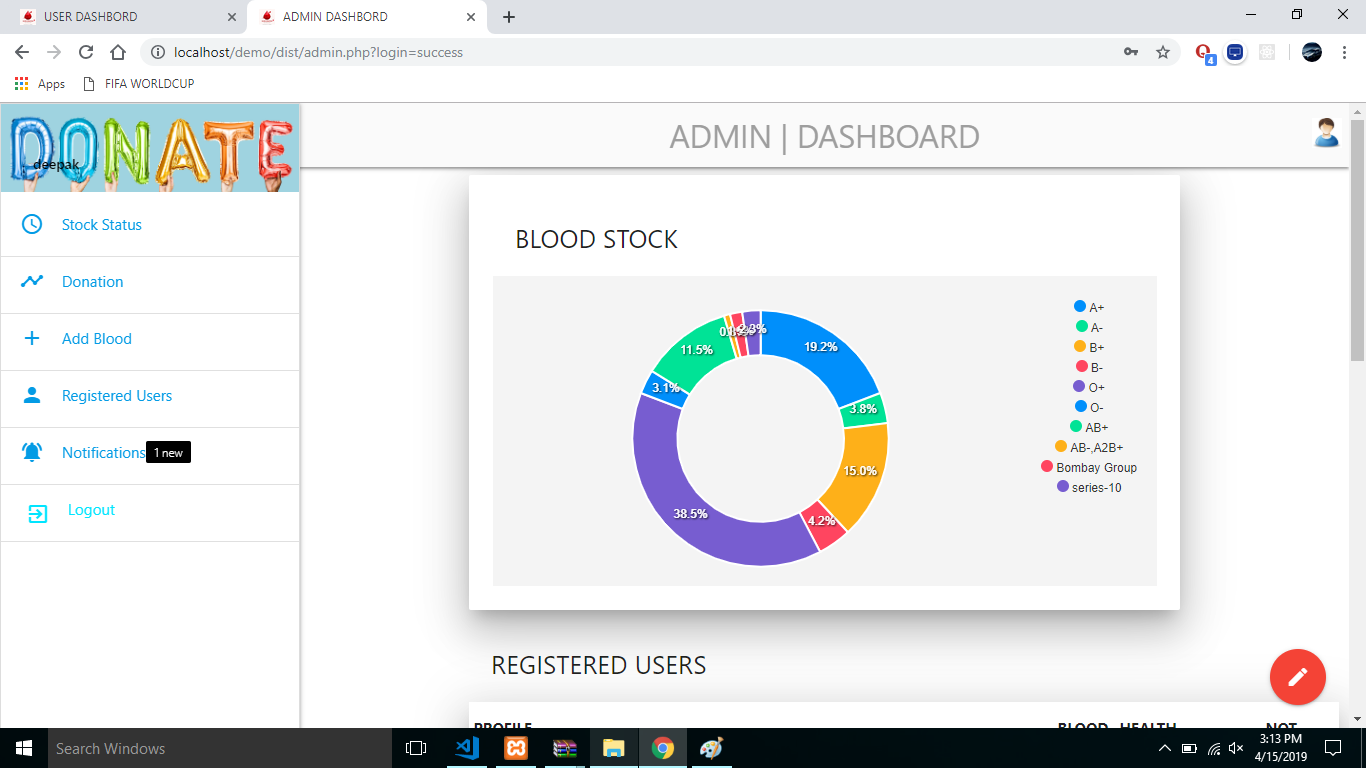 USER DASHBORD
ADMIN DASHBORD
localhost/demo/dist/admin.php?login=success
4
Apps
FIFA WORLDCUP
DONATE
deepak
ADMIN | DASHBOARD
Stock Status
Donation
Add Blood
Registered Users
Notifications 1 new
Logout
BLOOD STOCK
19.2%
3.8%
15.0%
4.2%
38.5%
3.1%
11.5%
2.3%
A+
A-
B+
B-
O+
O-
AB+
AB-,A2B+
Bombay Group
series-10
REGISTERED USERS
PROFILE BLOOD HEALTH NOT
Search Windows
3:13 PM
4/15/2019